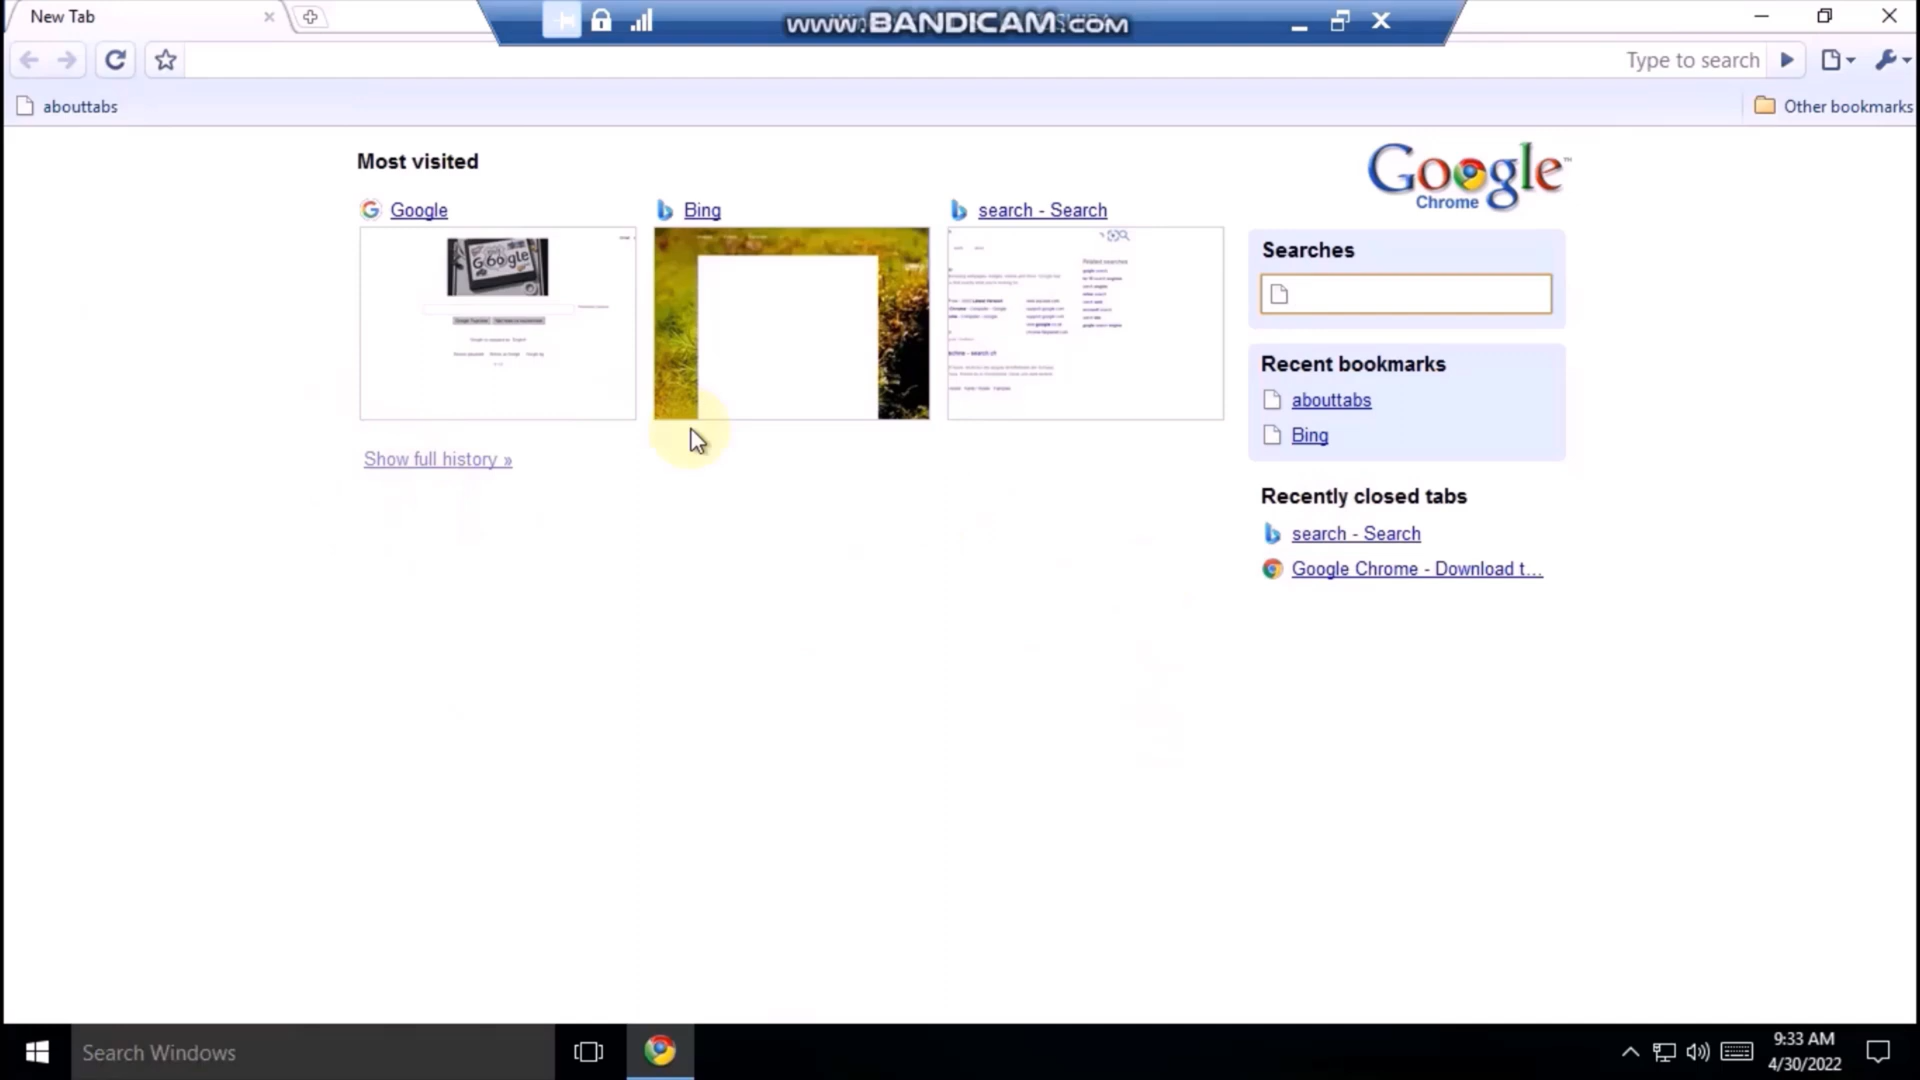 New Tab
www.BANDICAM.com
Type to search
abouttabs
Other bookmarks
Most visited
Google
Chrome
Google
Bing
search - Search
Searches
Recent bookmarks
abouttabs
Bing
Show full history »
Recently closed tabs
search - Search
Google Chrome - Download t...
Search Windows
9:33 AM
4/30/2022